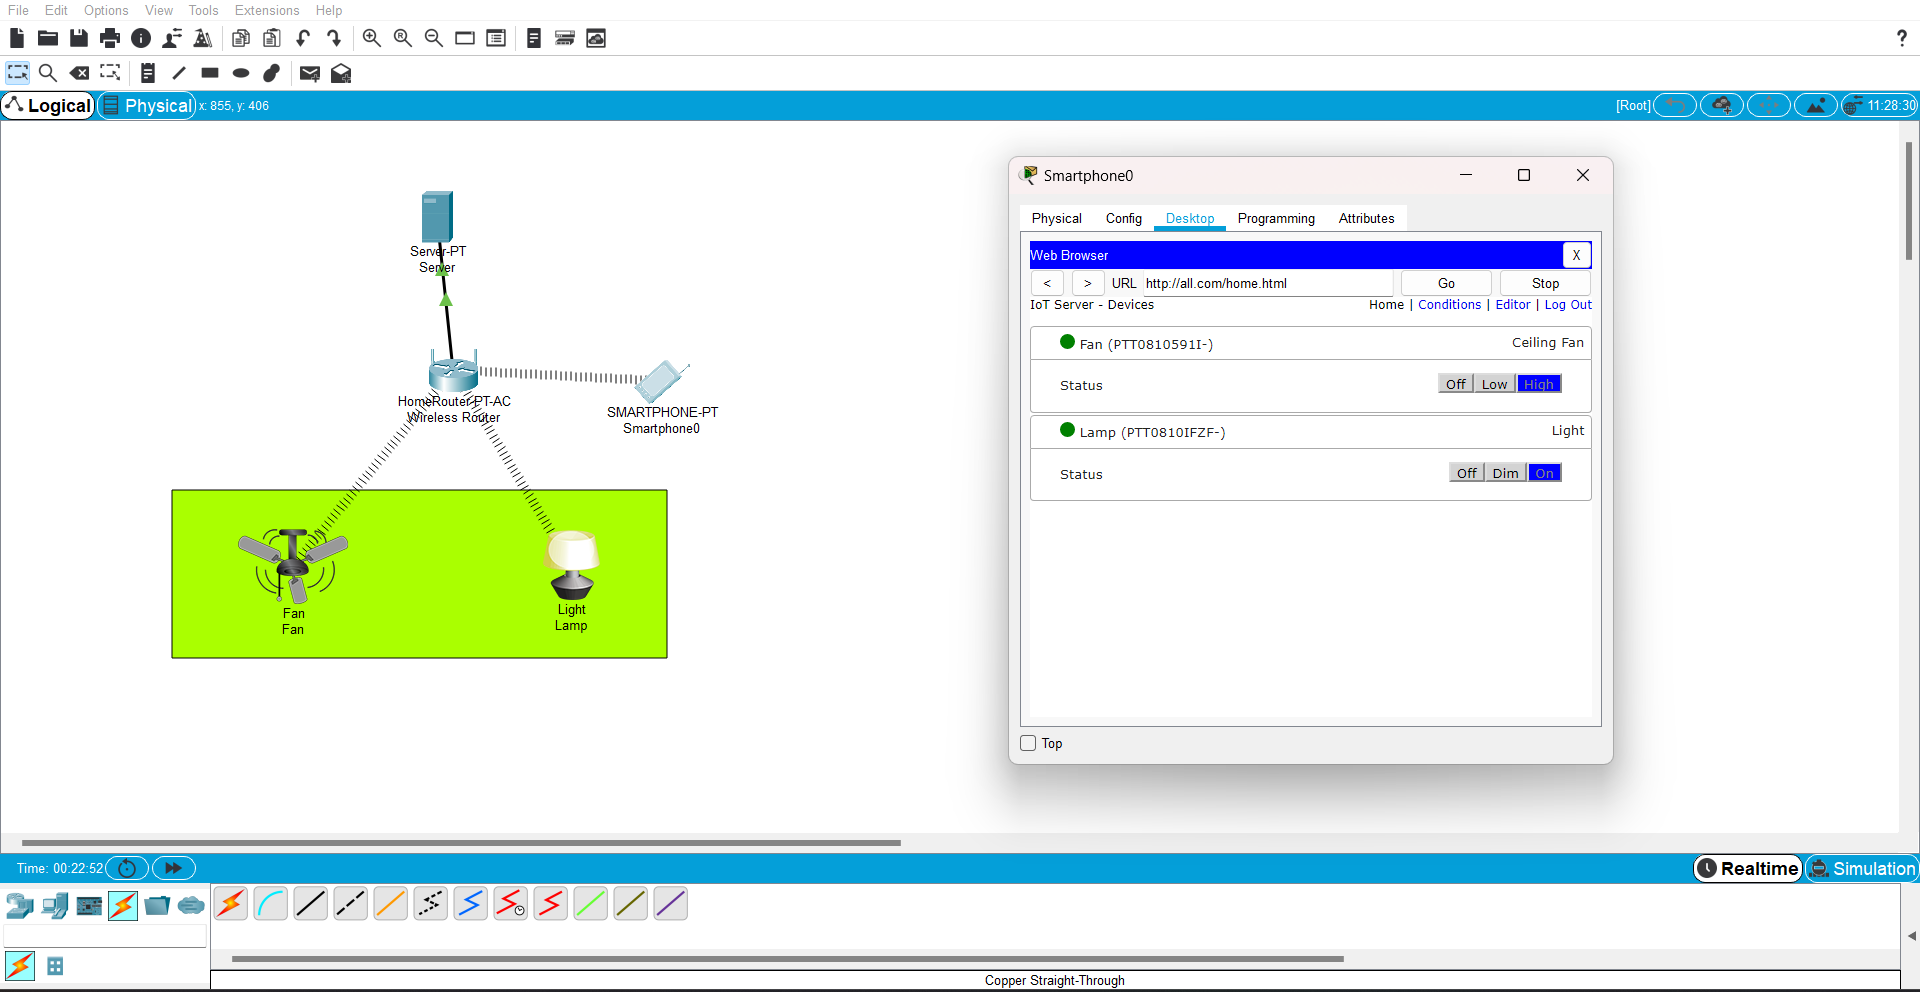 File Edit Options View Tools Extensions Help
?
Logical Physical x: 855, y: 406 [Root] 11:28:30
Server-PT
Server
HomeRouter-PT-AC
Wireless Router
SMARTPHONE-PT
Smartphone0
Fan
Fan
Light
Lamp
Smartphone0
Physical Config Desktop Programming Attributes
Web Browser X
< > URL http://all.com/home.html Go Stop
IoT Server - Devices Home | Conditions | Editor | Log Out
Fan (PTT0810591I-) Ceiling Fan
Status Off Low High
Lamp (PTT0810IFZF-) Light
Status Off Dim On
Top
Time: 00:22:52 Realtime Simulation
Copper Straight-Through